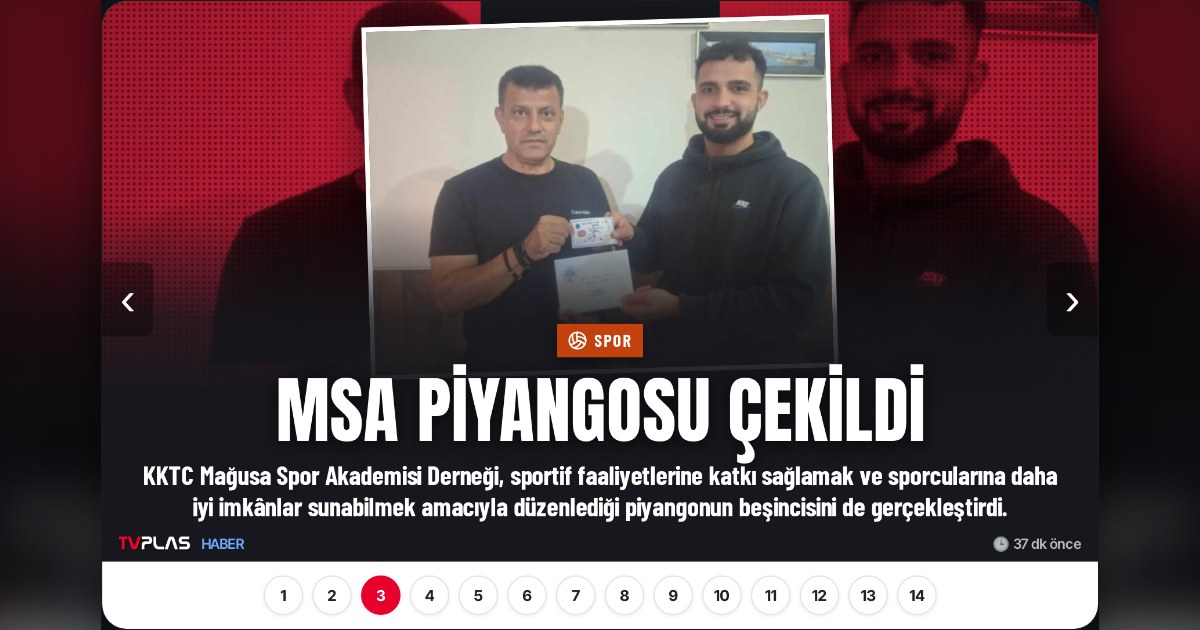 SPOR
MSA PİYANGOSU ÇEKİLDİ
KKTC Mağusa Spor Akademisi Derneği, sportif faaliyetlerine katkı sağlamak ve sporcularına daha
iyi imkânlar sunabilmek amacıyla düzenlediği piyangonun beşincisini de gerçekleştirdi.
TVPLAS HABER
37 dk önce
1 2 3 4 5 6 7 8 9 10 11 12 13 14